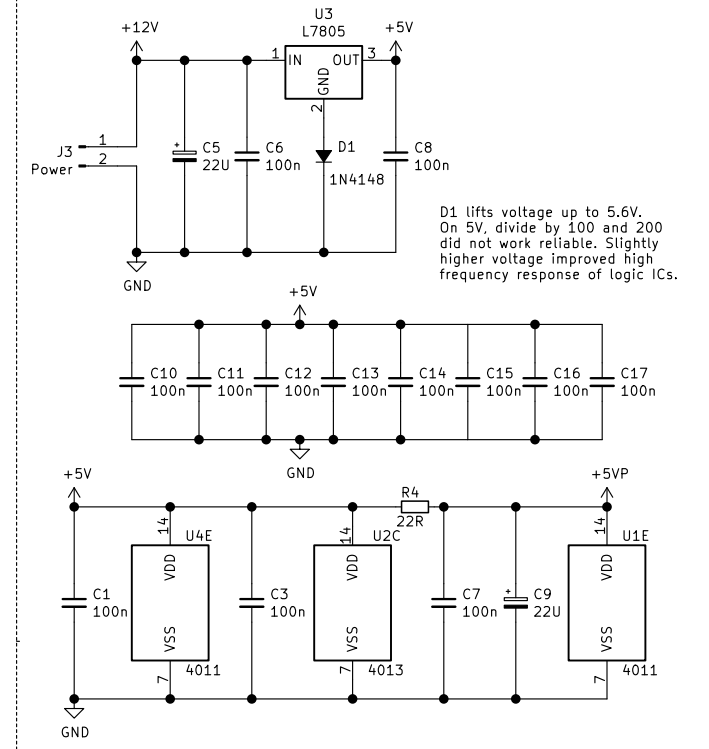 U3
L7805
+12V
+5V
1 IN OUT 3
GND
2
J3
Power
1
2
C5
22U
C6
100n
D1
1N4148
C8
100n
GND
D1 lifts voltage up to 5.6V.
On 5V, divide by 100 and 200
did not work reliable. Slightly
higher voltage improved high
frequency response of logic ICs.
+5V
C10 C11 C12 C13 C14 C15 C16 C17
100n 100n 100n 100n 100n 100n 100n 100n
GND
+5V
R4
22R
+5VP
14
U4E
VDD
VSS
7
4011
14
U2C
VDD
VSS
7
4013
14
U1E
VDD
VSS
7
4011
C1
100n
C3
100n
C7
100n
+
C9
22U
+
GND